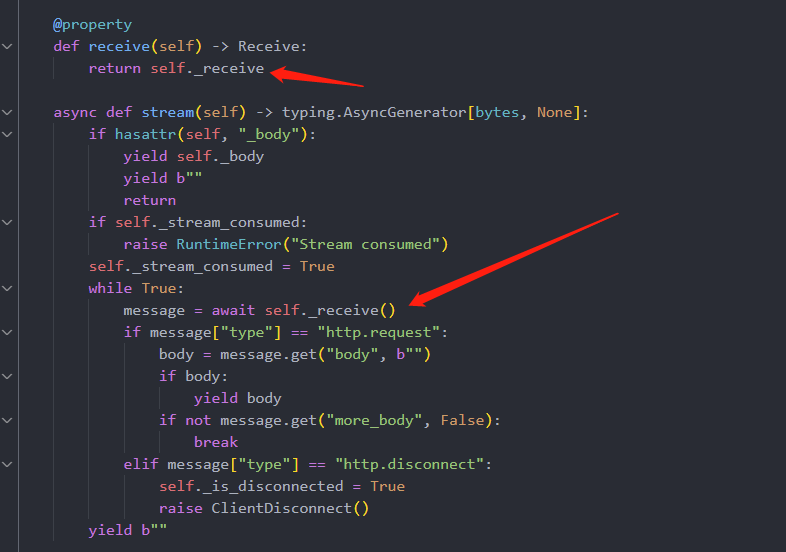 @property
def receive(self) -> Receive:
    return self._receive
async def stream(self) -> typing.AsyncGenerator[bytes, None]:
    if hasattr(self, "_body"):
        yield self._body
        yield b""
        return
    if self._stream_consumed:
        raise RuntimeError("Stream consumed")
    self._stream_consumed = True
    while True:
        message = await self._receive()
        if message["type"] == "http.request":
            body = message.get("body", b"")
            if body:
                yield body
            if not message.get("more_body", False):
                break
        elif message["type"] == "http.disconnect":
            self._is_disconnected = True
            raise ClientDisconnect()
    yield b""